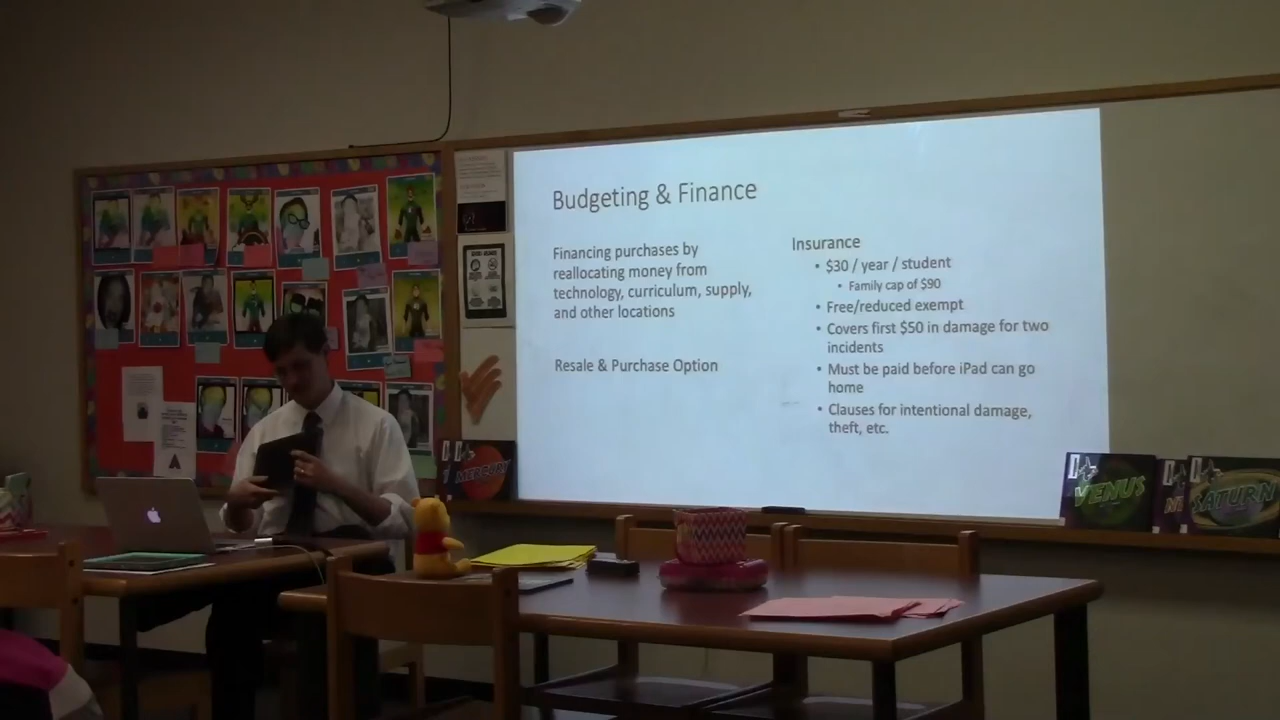 Budgeting & Finance
Financing purchases by
reallocating money from
technology, curriculum, supply,
and other locations
Resale & Purchase Option
Insurance
• $30 / year / student
• Family cap of $90
• Free/reduced exempt
• Covers first $50 in damage for two
incidents
• Must be paid before iPad can go
home
• Clauses for intentional damage,
theft, etc.
MERCURY
VENUS
SATURN